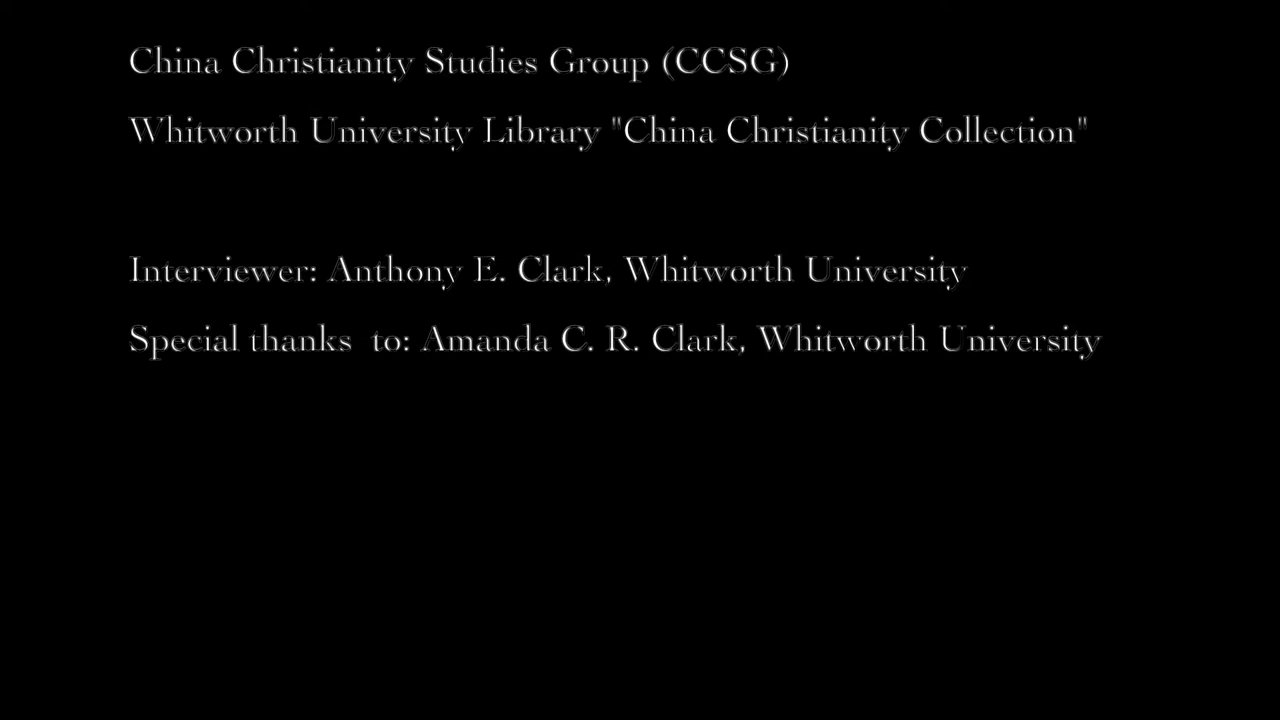 China Christianity Studies Group (CCSG)
Whitworth University Library "China Christianity Collection"
Interviewer: Anthony E. Clark, Whitworth University
Special thanks  to: Amanda C. R. Clark, Whitworth University